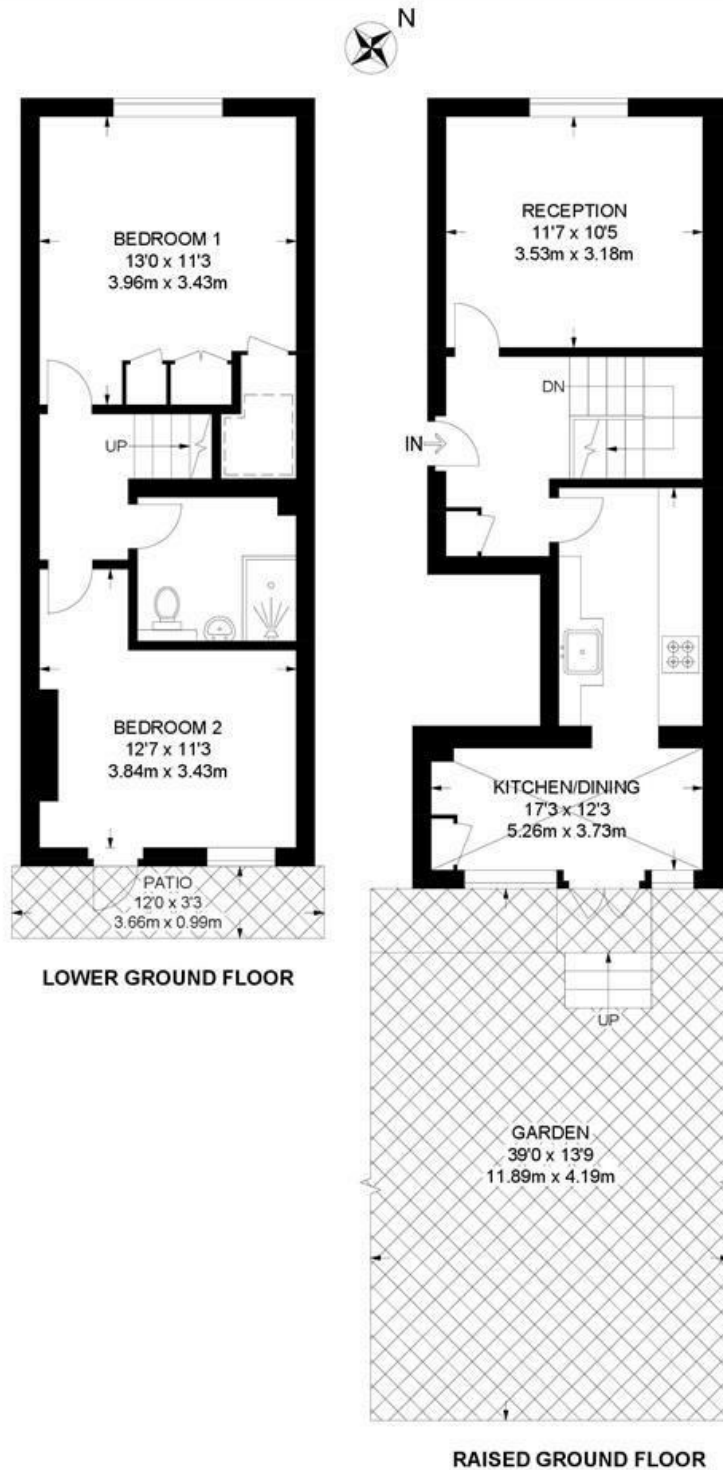 N
BEDROOM 1
13'0 x 11'3
3.96m x 3.43m
UP
BEDROOM 2
12'7 x 11'3
3.84m x 3.43m
PATIO
12'0 x 3'3
3.66m x 0.99m
LOWER GROUND FLOOR
RECEPTION
11'7 x 10'5
3.53m x 3.18m
DN
IN
KITCHEN/DINING
17'3 x 12'3
5.26m x 3.73m
UP
GARDEN
39'0 x 13'9
11.89m x 4.19m
RAISED GROUND FLOOR